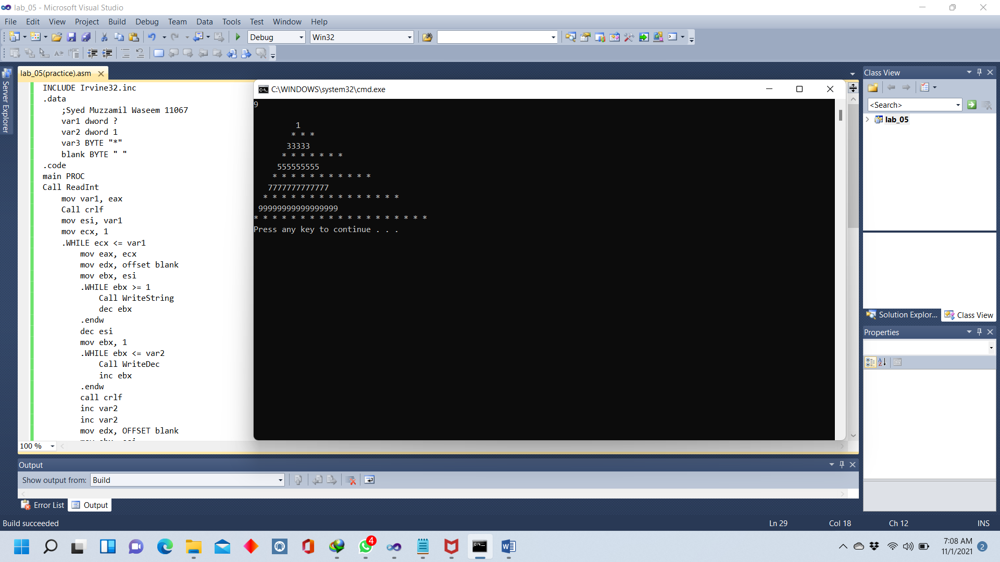 lab_05 - Microsoft Visual Studio
File Edit View Project Build Debug Team Data Tools Test Window Help
Debug Win32
Server Explorer
lab_05(practice).asm
INCLUDE Irvine32.inc
.data
;Syed Muzzamil Waseem 11067
var1 dword ?
var2 dword 1
var3 BYTE "*"
blank BYTE " "
.code
main PROC
Call ReadInt
mov var1, eax
Call crlf
mov esi, var1
mov ecx, 1
.WHILE ecx <= var1
mov eax, ecx
mov edx, offset blank
mov ebx, esi
.WHILE ebx >= 1
Call WriteString
dec ebx
.endw
dec esi
mov ebx, 1
.WHILE ebx <= var2
Call WriteDec
inc ebx
.endw
call crlf
inc var2
inc var2
mov edx, OFFSET blank
100 %
C:\WINDOWS\system32\cmd.exe
9
1
* * *
33333
* * * * * * *
555555555
* * * * * * * * * * *
7777777777777
* * * * * * * * * * * * * * *
99999999999999999
* * * * * * * * * * * * * * * * * * *
Press any key to continue . . .
Class View
<Search>
lab_05
Solution Explor... Class View
Properties
Output
Show output from: Build
Error List Output
Build succeeded
Ln 29 Col 18 Ch 12 INS
4
7:08 AM
11/1/2021
2